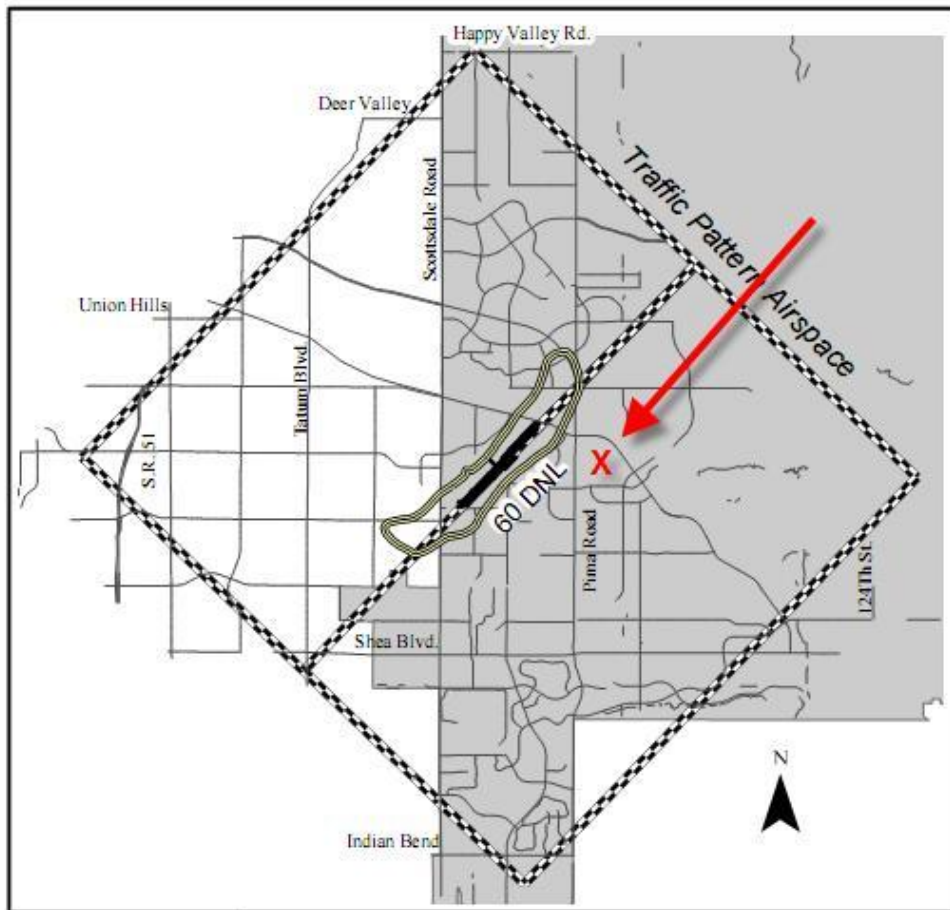 Happy Valley Rd.
Deer Valley
Scottsdale Road
Traffic Pattern Airspace
Union Hills
Tatum Blvd.
S.R. 51
60 DNL
X
Pima Road
124Th St.
Shea Blvd.
N
Indian Bend